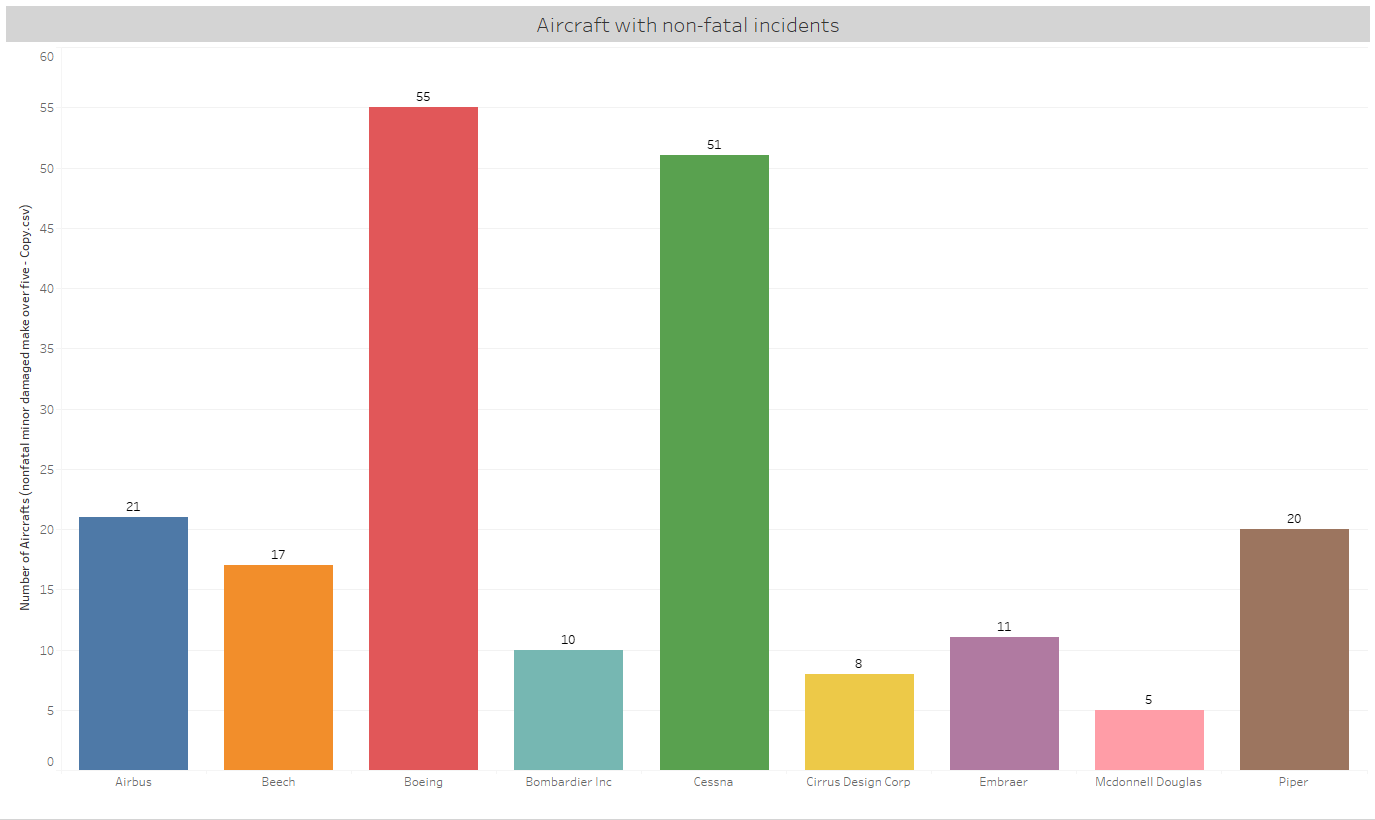 Aircraft with non-fatal incidents
Number of Aircrafts (nonfatal minor damaged make over five - Copy.csv)
60
55
50
45
40
35
30
25
20
15
10
5
0
21
17
55
10
51
8
11
5
20
Airbus
Beech
Boeing
Bombardier Inc
Cessna
Cirrus Design Corp
Embraer
Mcdonnell Douglas
Piper